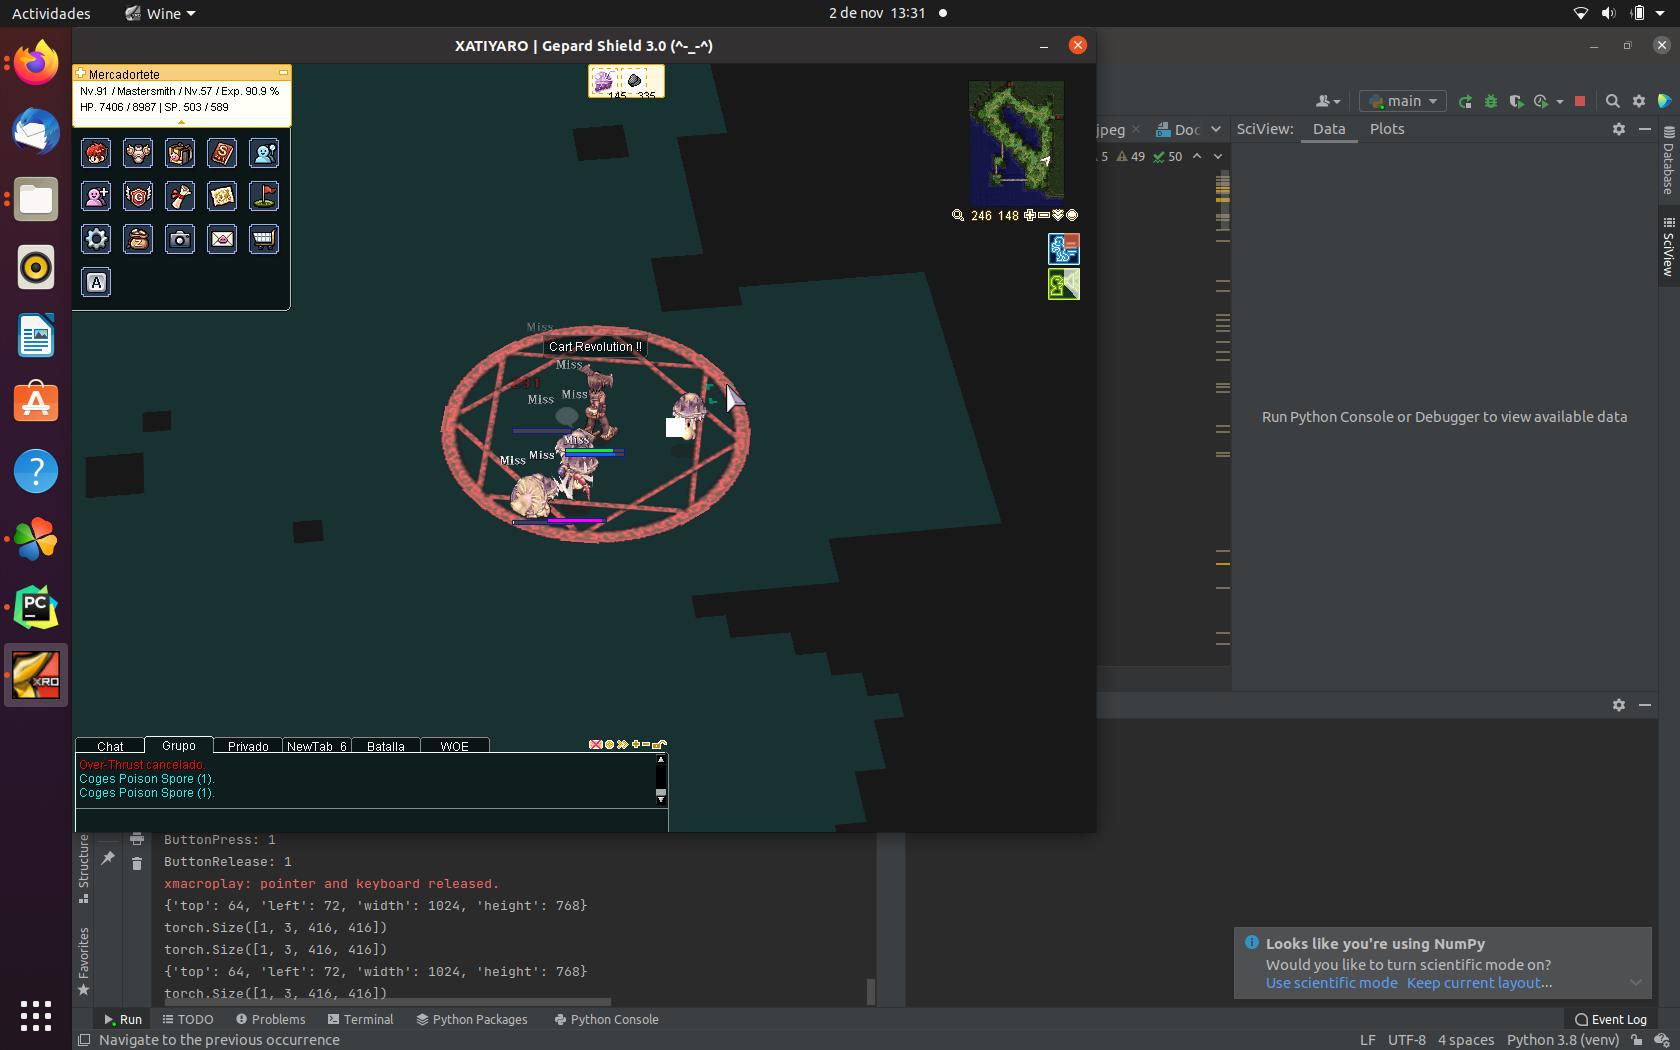 Actividades
Wine
2 de nov 13:31
XATIYARO | Gepard Shield 3.0 (^-_-^)
Mercadortete
Nv.91 / Mastersmith / Nv.57 / Exp. 90.9 %
HP. 7406 / 8987 | SP. 503 / 589
145 335
246 148
A
main
jpeg
Doc
SciView:
Data
Plots
5
49
50
Database
SciView
Miss
Cart Revolution !!
Miss
Miss
Miss
Miss
Miss
Miss
Run Python Console or Debugger to view available data
PC
XRO
Chat
Grupo
Privado
NewTab 6
Batalla
WOE
Over-Thrust cancelado.
Coges Poison Spore (1).
Coges Poison Spore (1).
Structure
Favorites
ButtonPress: 1
ButtonRelease: 1
xmacroplay: pointer and keyboard released.
{'top': 64, 'left': 72, 'width': 1024, 'height': 768}
torch.Size([1, 3, 416, 416])
torch.Size([1, 3, 416, 416])
{'top': 64, 'left': 72, 'width': 1024, 'height': 768}
torch.Size([1, 3, 416, 416])
Looks like you're using NumPy
Would you like to turn scientific mode on?
Use scientific mode Keep current layout...
Run
TODO
Problems
Terminal
Python Packages
Python Console
Event Log
Navigate to the previous occurrence
LF UTF-8 4 spaces Python 3.8 (venv)